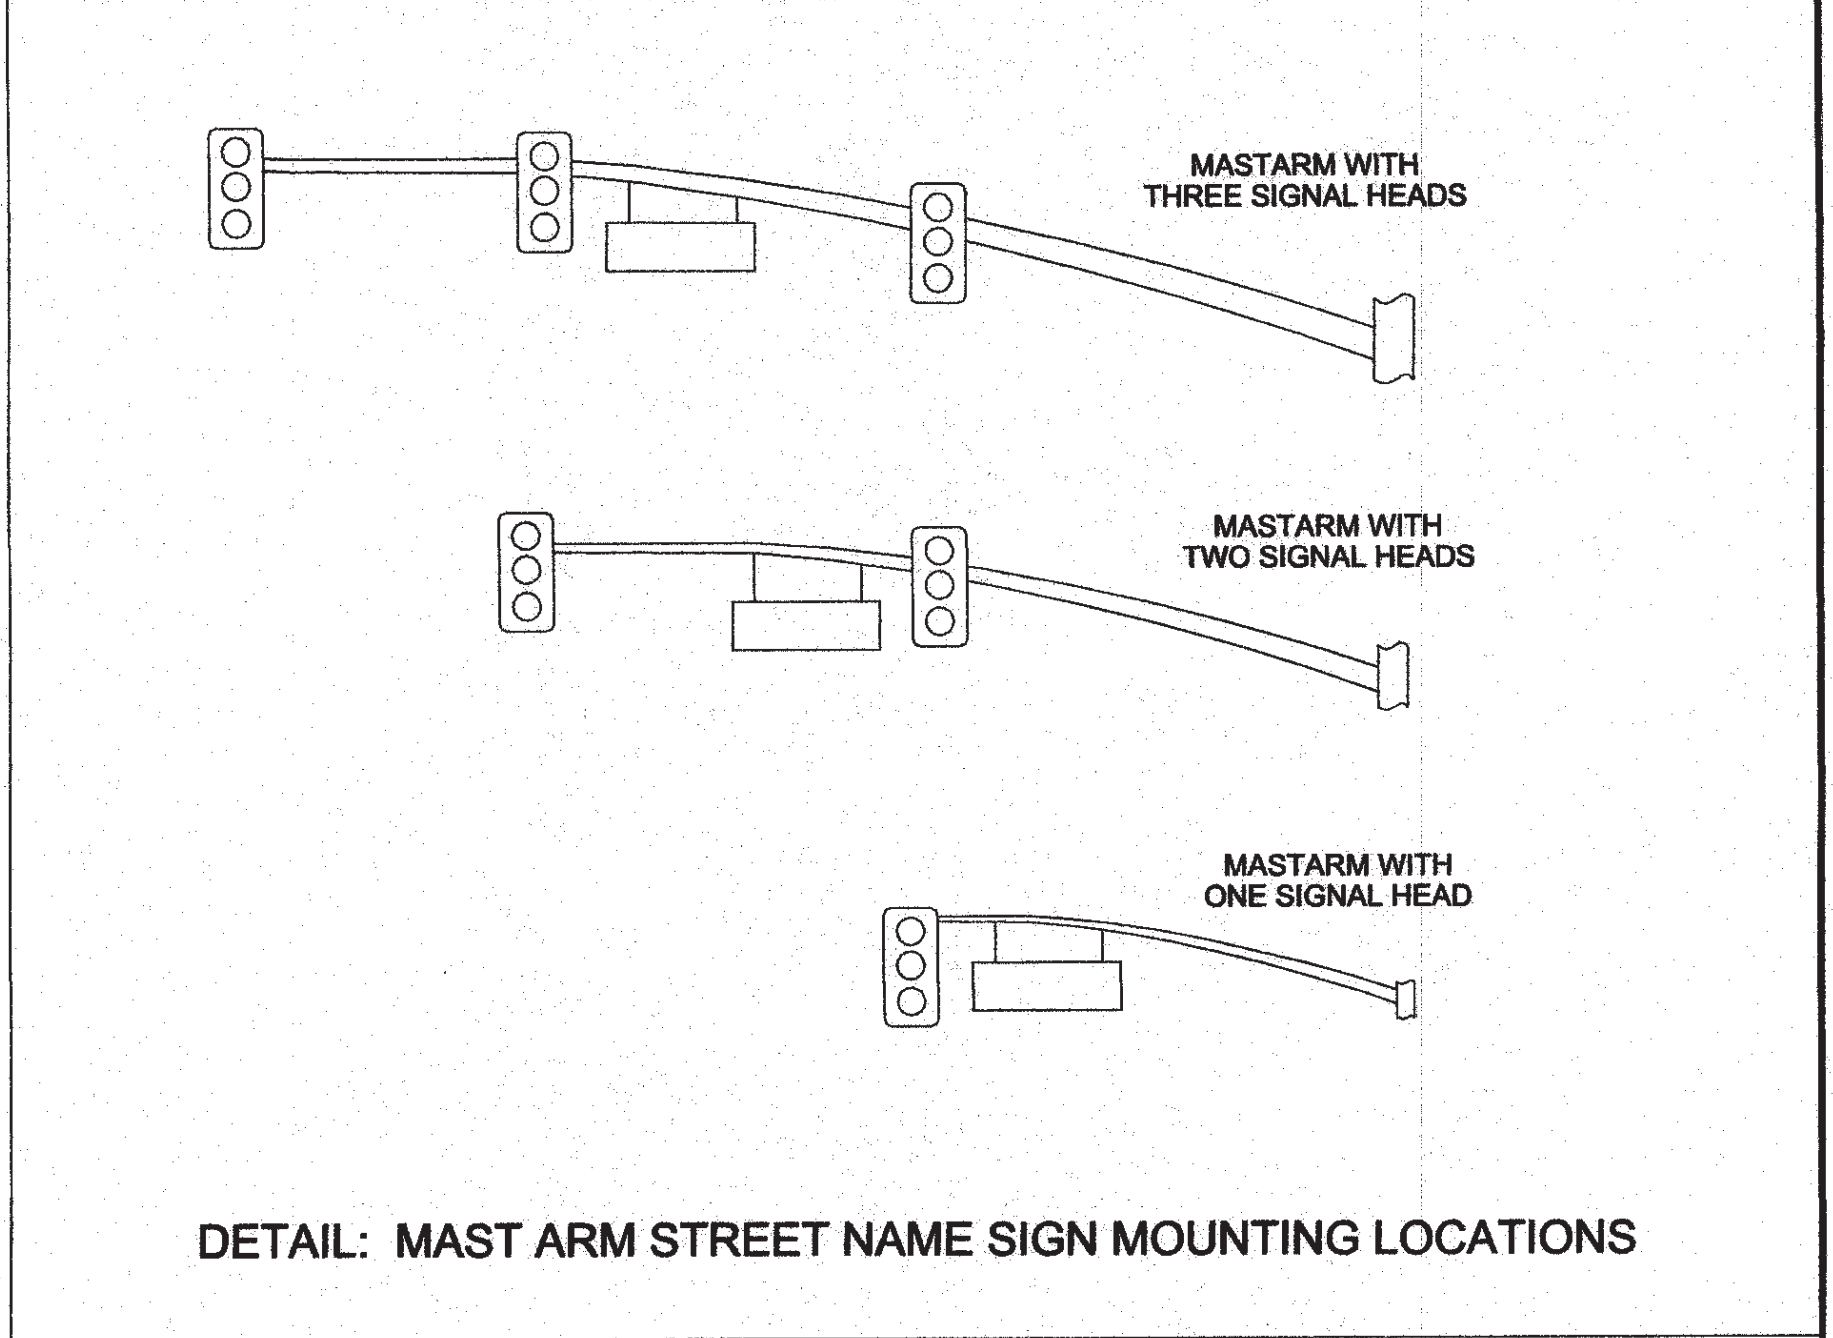 MASTARM WITH
THREE SIGNAL HEADS
MASTARM WITH
TWO SIGNAL HEADS
MASTARM WITH
ONE SIGNAL HEAD
DETAIL: MAST ARM STREET NAME SIGN MOUNTING LOCATIONS